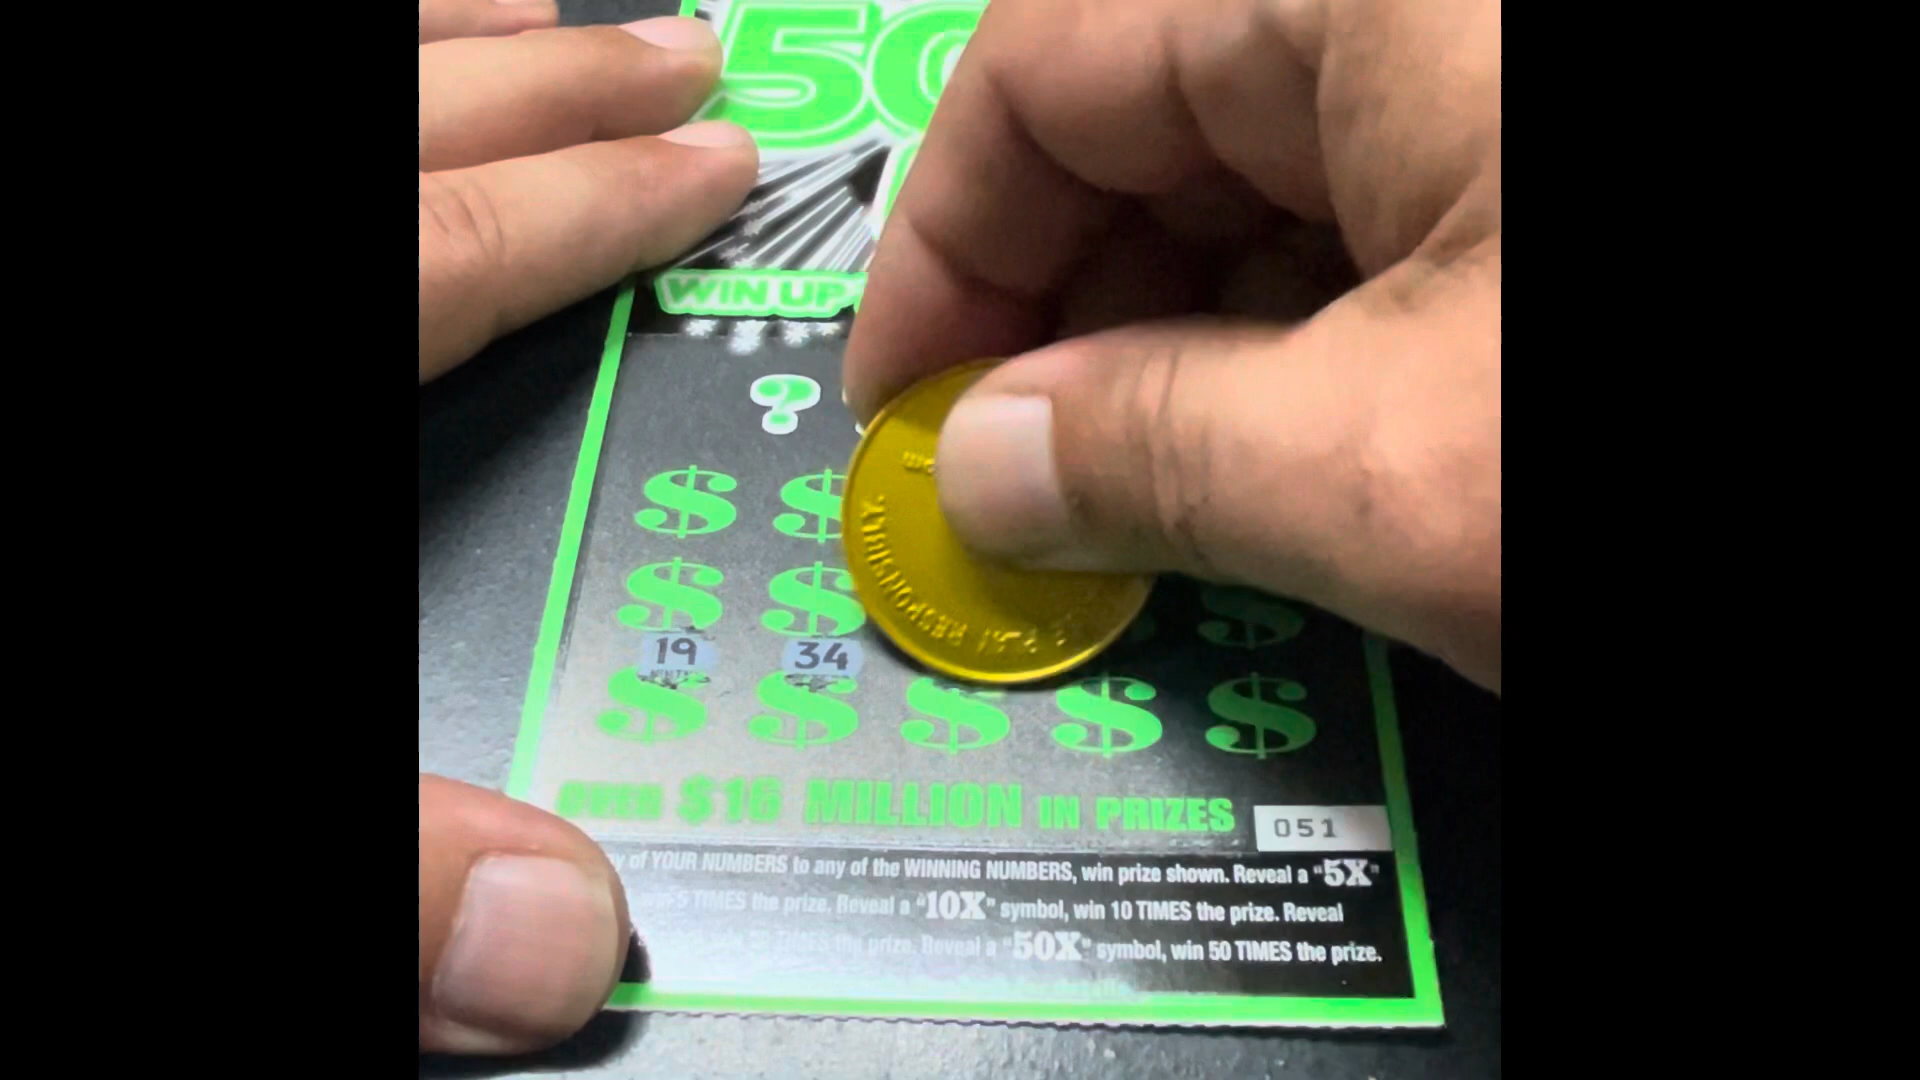 50
WIN UP
?
$ $
$ $ $
19 34
$ $ $ $ $
OVER $16 MILLION IN PRIZES
051
of YOUR NUMBERS to any of the WINNING NUMBERS, win prize shown. Reveal a "5X"
5 TIMES the prize. Reveal a "10X" symbol, win 10 TIMES the prize. Reveal
TIMES the prize. Reveal a "50X" symbol, win 50 TIMES the prize.
PLAY RESPONSIBLY